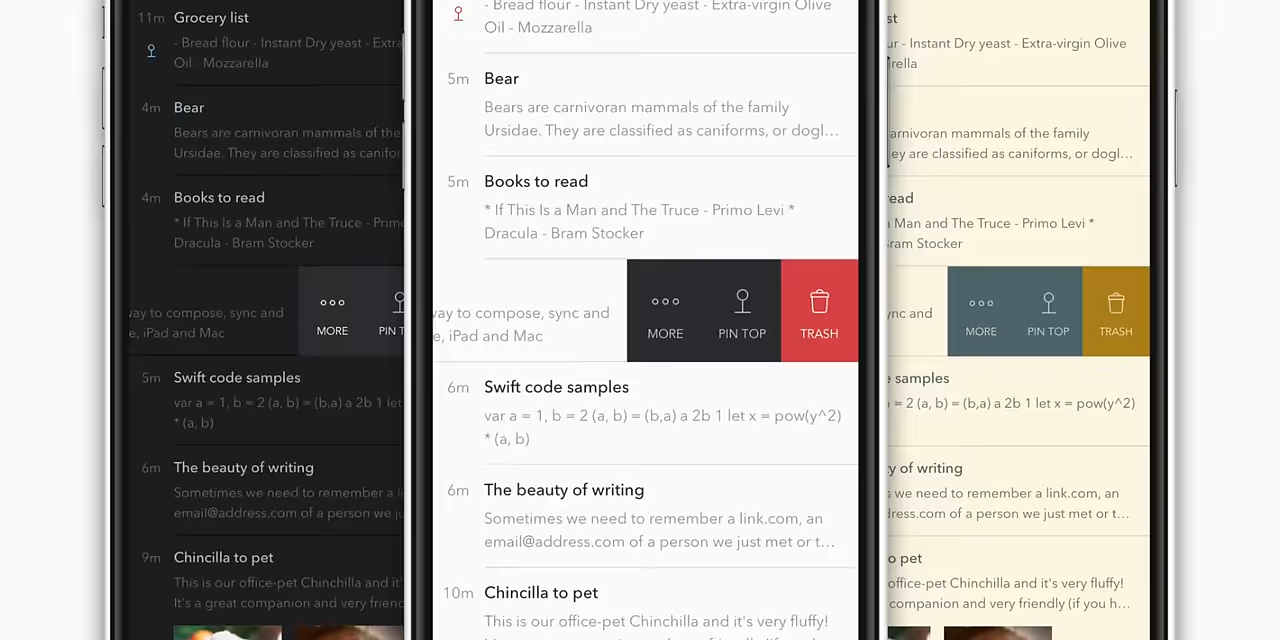 11m Grocery list
- Bread flour - Instant Dry yeast - Extra
Oil - Mozzarella
4m Bear
Bears are carnivoran mammals of the
Ursidae. They are classified as canifor
4m Books to read
* If This Is a Man and The Truce - Primo
Dracula - Bram Stocker
way to compose, sync and
e, iPad and Mac
MORE
PIN T
5m Swift code samples
var a = 1, b = 2 (a, b) = (b,a) a 2b 1 let
* (a, b)
6m The beauty of writing
Sometimes we need to remember a li
email@address.com of a person we ju
9m Chincilla to pet
This is our office-pet Chinchilla and it'
It's a great companion and very friend
- Bread flour - Instant Dry yeast - Extra-virgin Olive
Oil - Mozzarella
5m Bear
Bears are carnivoran mammals of the family
Ursidae. They are classified as caniforms, or dogl…
5m Books to read
* If This Is a Man and The Truce - Primo Levi *
Dracula - Bram Stocker
way to compose, sync and
e, iPad and Mac
MORE
PIN TOP
TRASH
6m Swift code samples
var a = 1, b = 2 (a, b) = (b,a) a 2b 1 let x = pow(y^2)
* (a, b)
6m The beauty of writing
Sometimes we need to remember a link.com, an
email@address.com of a person we just met or t…
10m Chincilla to pet
This is our office-pet Chinchilla and it's very fluffy!
st
ur - Instant Dry yeast - Extra-virgin Olive
rella
arnivoran mammals of the family
ey are classified as caniforms, or dogl…
ead
a Man and The Truce - Primo Levi *
ram Stocker
nc and
MORE
PIN TOP
TRASH
e samples
= 2 (a, b) = (b,a) a 2b 1 let x = pow(y^2)
y of writing
s we need to remember a link.com, an
dress.com of a person we just met or t…
o pet
office-pet Chinchilla and it's very fluffy!
companion and very friendly (if you h…